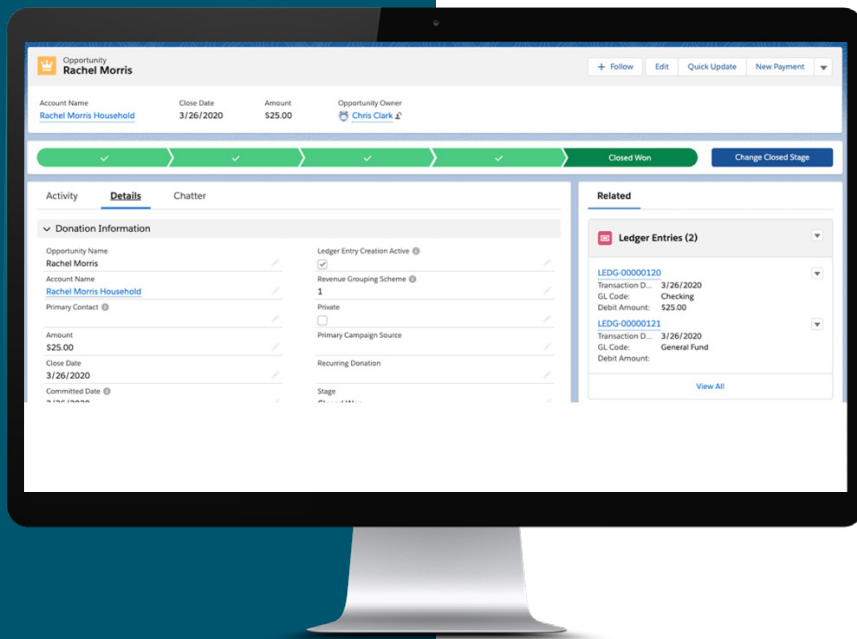 Opportunity
Rachel Morris
+ Follow
Edit
Quick Update
New Payment
Account Name
Close Date
Amount
Opportunity Owner
Rachel Morris Household
3/26/2020
$25.00
Chris Clark
Closed Won
Change Closed Stage
Activity
Details
Chatter
Related
Donation Information
Opportunity Name
Rachel Morris
Account Name
Rachel Morris Household
Primary Contact
Amount
$25.00
Close Date
3/26/2020
Committed Date
Ledger Entry Creation Active
Revenue Grouping Scheme
1
Private
Primary Campaign Source
Recurring Donation
Stage
Ledger Entries (2)
LEDG-00000120
Transaction D... 3/26/2020
GL Code: Checking
Debit Amount: $25.00
LEDG-00000121
Transaction D... 3/26/2020
GL Code: General Fund
Debit Amount:
View All